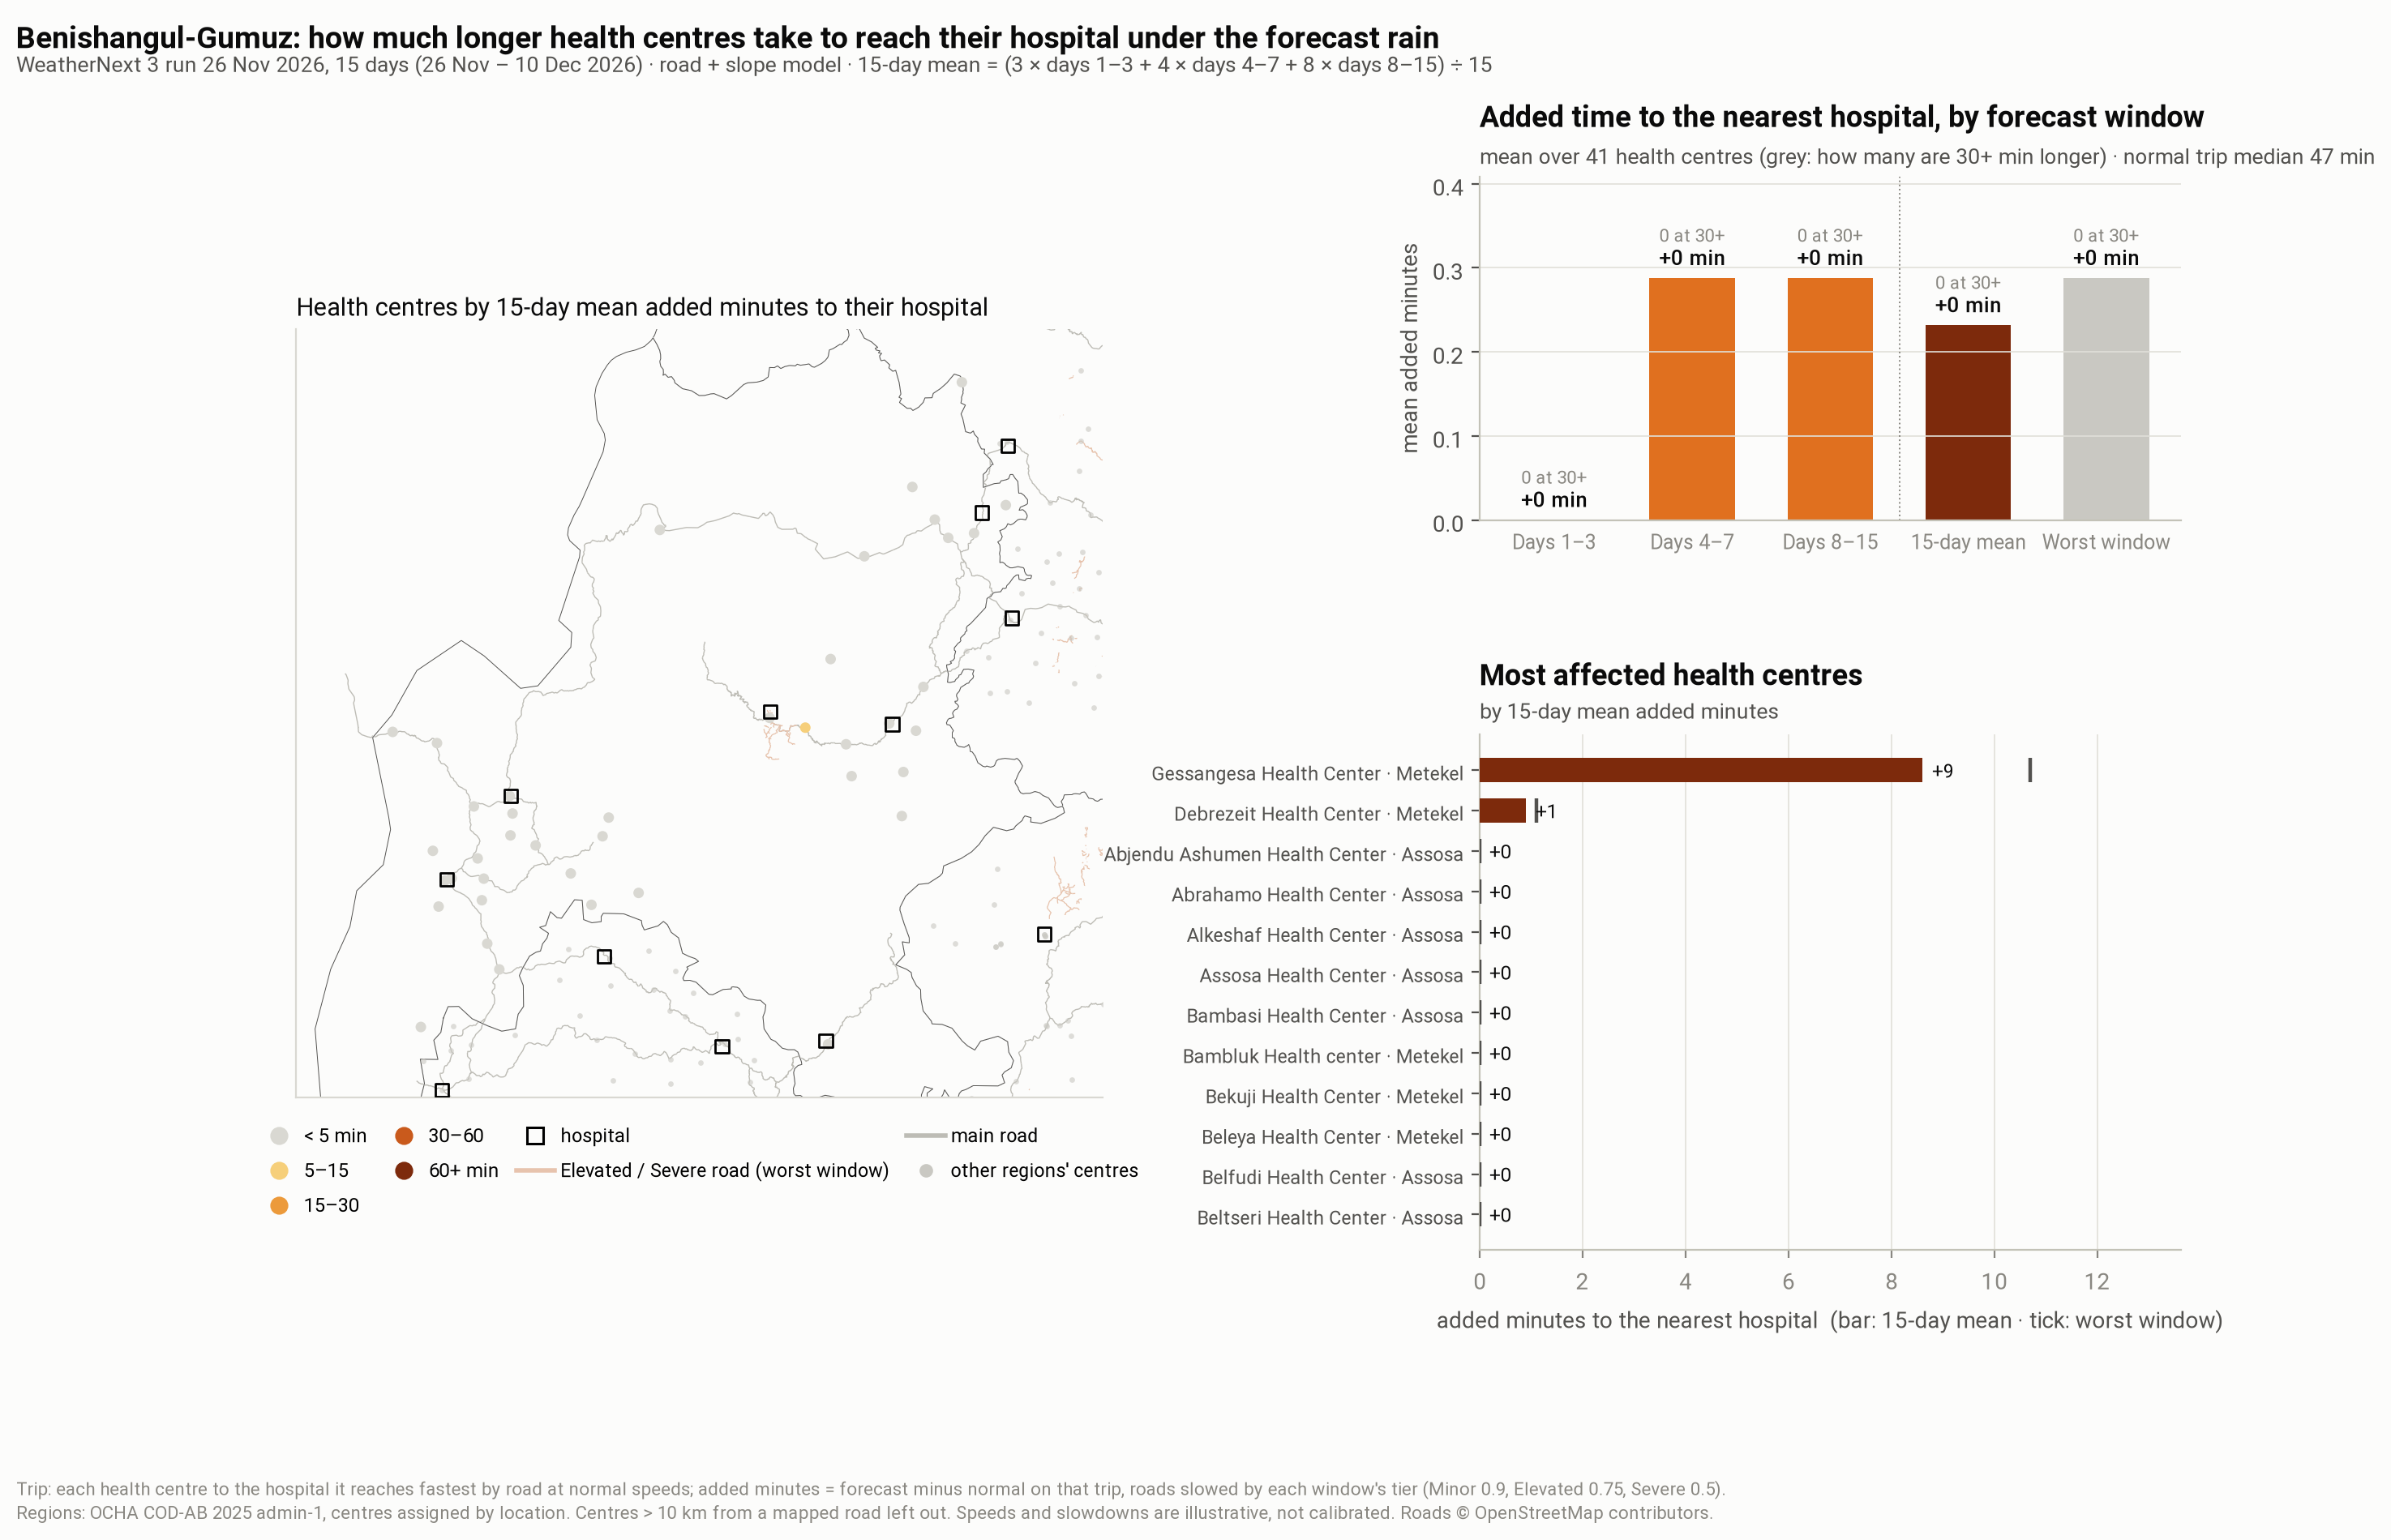 Benishangul-Gumuz: how much longer health centres take to reach their hospital under the forecast rain
WeatherNext 3 run 26 Nov 2026, 15 days (26 Nov – 10 Dec 2026) · road + slope model · 15-day mean = (3 × days 1–3 + 4 × days 4–7 + 8 × days 8–15) ÷ 15
Health centres by 15-day mean added minutes to their hospital
< 5 min
5–15
15–30
30–60
60+ min
hospital
Elevated / Severe road (worst window)
main road
other regions' centres
Added time to the nearest hospital, by forecast window
mean over 41 health centres (grey: how many are 30+ min longer) · normal trip median 47 min
mean added minutes
0.4
0.3
0.2
0.1
0.0
0 at 30+
+0 min
0 at 30+
+0 min
0 at 30+
+0 min
0 at 30+
+0 min
0 at 30+
+0 min
Days 1–3
Days 4–7
Days 8–15
15-day mean
Worst window
Most affected health centres
by 15-day mean added minutes
Gessangesa Health Center · Metekel +9
Debrezeit Health Center · Metekel +1
Abjendu Ashumen Health Center · Assosa +0
Abrahamo Health Center · Assosa +0
Alkeshaf Health Center · Assosa +0
Assosa Health Center · Assosa +0
Bambasi Health Center · Assosa +0
Bambluk Health center · Metekel +0
Bekuji Health Center · Metekel +0
Beleya Health Center · Metekel +0
Belfudi Health Center · Assosa +0
Beltseri Health Center · Assosa +0
0 2 4 6 8 10 12
added minutes to the nearest hospital (bar: 15-day mean · tick: worst window)
Trip: each health centre to the hospital it reaches fastest by road at normal speeds; added minutes = forecast minus normal on that trip, roads slowed by each window's tier (Minor 0.9, Elevated 0.75, Severe 0.5).
Regions: OCHA COD-AB 2025 admin-1, centres assigned by location. Centres > 10 km from a mapped road left out. Speeds and slowdowns are illustrative, not calibrated. Roads © OpenStreetMap contributors.